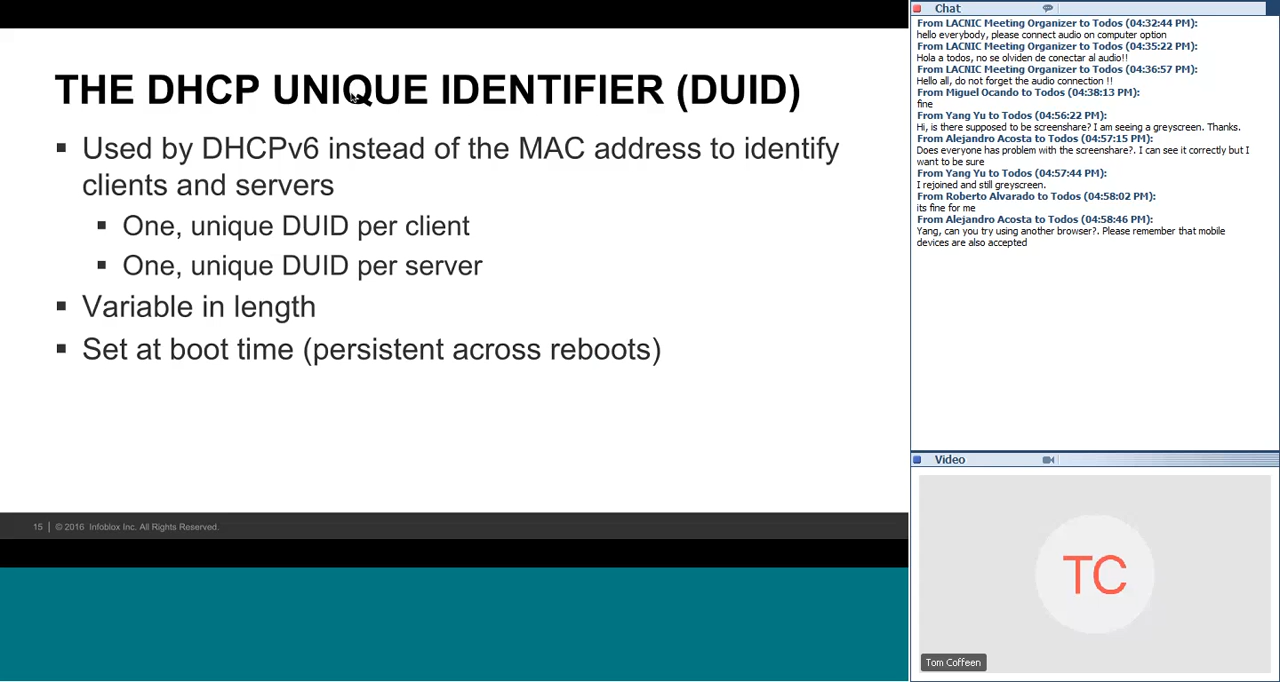 THE DHCP UNIQUE IDENTIFIER (DUID)
▪ Used by DHCPv6 instead of the MAC address to identify
clients and servers
▪ One, unique DUID per client
▪ One, unique DUID per server
▪ Variable in length
▪ Set at boot time (persistent across reboots)
15 | © 2016 Infoblox Inc. All Rights Reserved.
Chat
From LACNIC Meeting Organizer to Todos (04:32:44 PM):
hello everybody, please connect audio on computer option
From LACNIC Meeting Organizer to Todos (04:35:22 PM):
Hola a todos, no se olviden de conectar al audio!!
From LACNIC Meeting Organizer to Todos (04:36:57 PM):
Hello all, do not forget the audio connection !!
From Miguel Ocando to Todos (04:38:13 PM):
fine
From Yang Yu to Todos (04:56:22 PM):
Hi, is there supposed to be screenshare? I am seeing a greyscreen. Thanks.
From Alejandro Acosta to Todos (04:57:15 PM):
Does everyone has problem with the screenshare?. I can see it correctly but I
want to be sure
From Yang Yu to Todos (04:57:44 PM):
I rejoined and still greyscreen.
From Roberto Alvarado to Todos (04:58:02 PM):
its fine for me
From Alejandro Acosta to Todos (04:58:46 PM):
Yang, can you try using another browser?. Please remember that mobile
devices are also accepted
Video
TC
Tom Coffeen